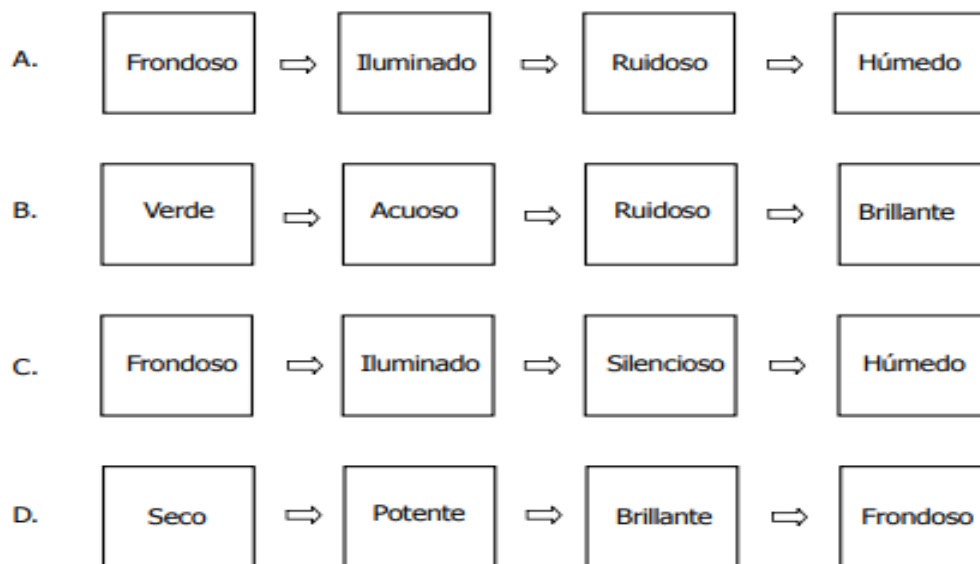 A. Frondoso ⇨ Iluminado ⇨ Ruidoso ⇨ Húmedo
B. Verde ⇨ Acuoso ⇨ Ruidoso ⇨ Brillante
C. Frondoso ⇨ Iluminado ⇨ Silencioso ⇨ Húmedo
D. Seco ⇨ Potente ⇨ Brillante ⇨ Frondoso